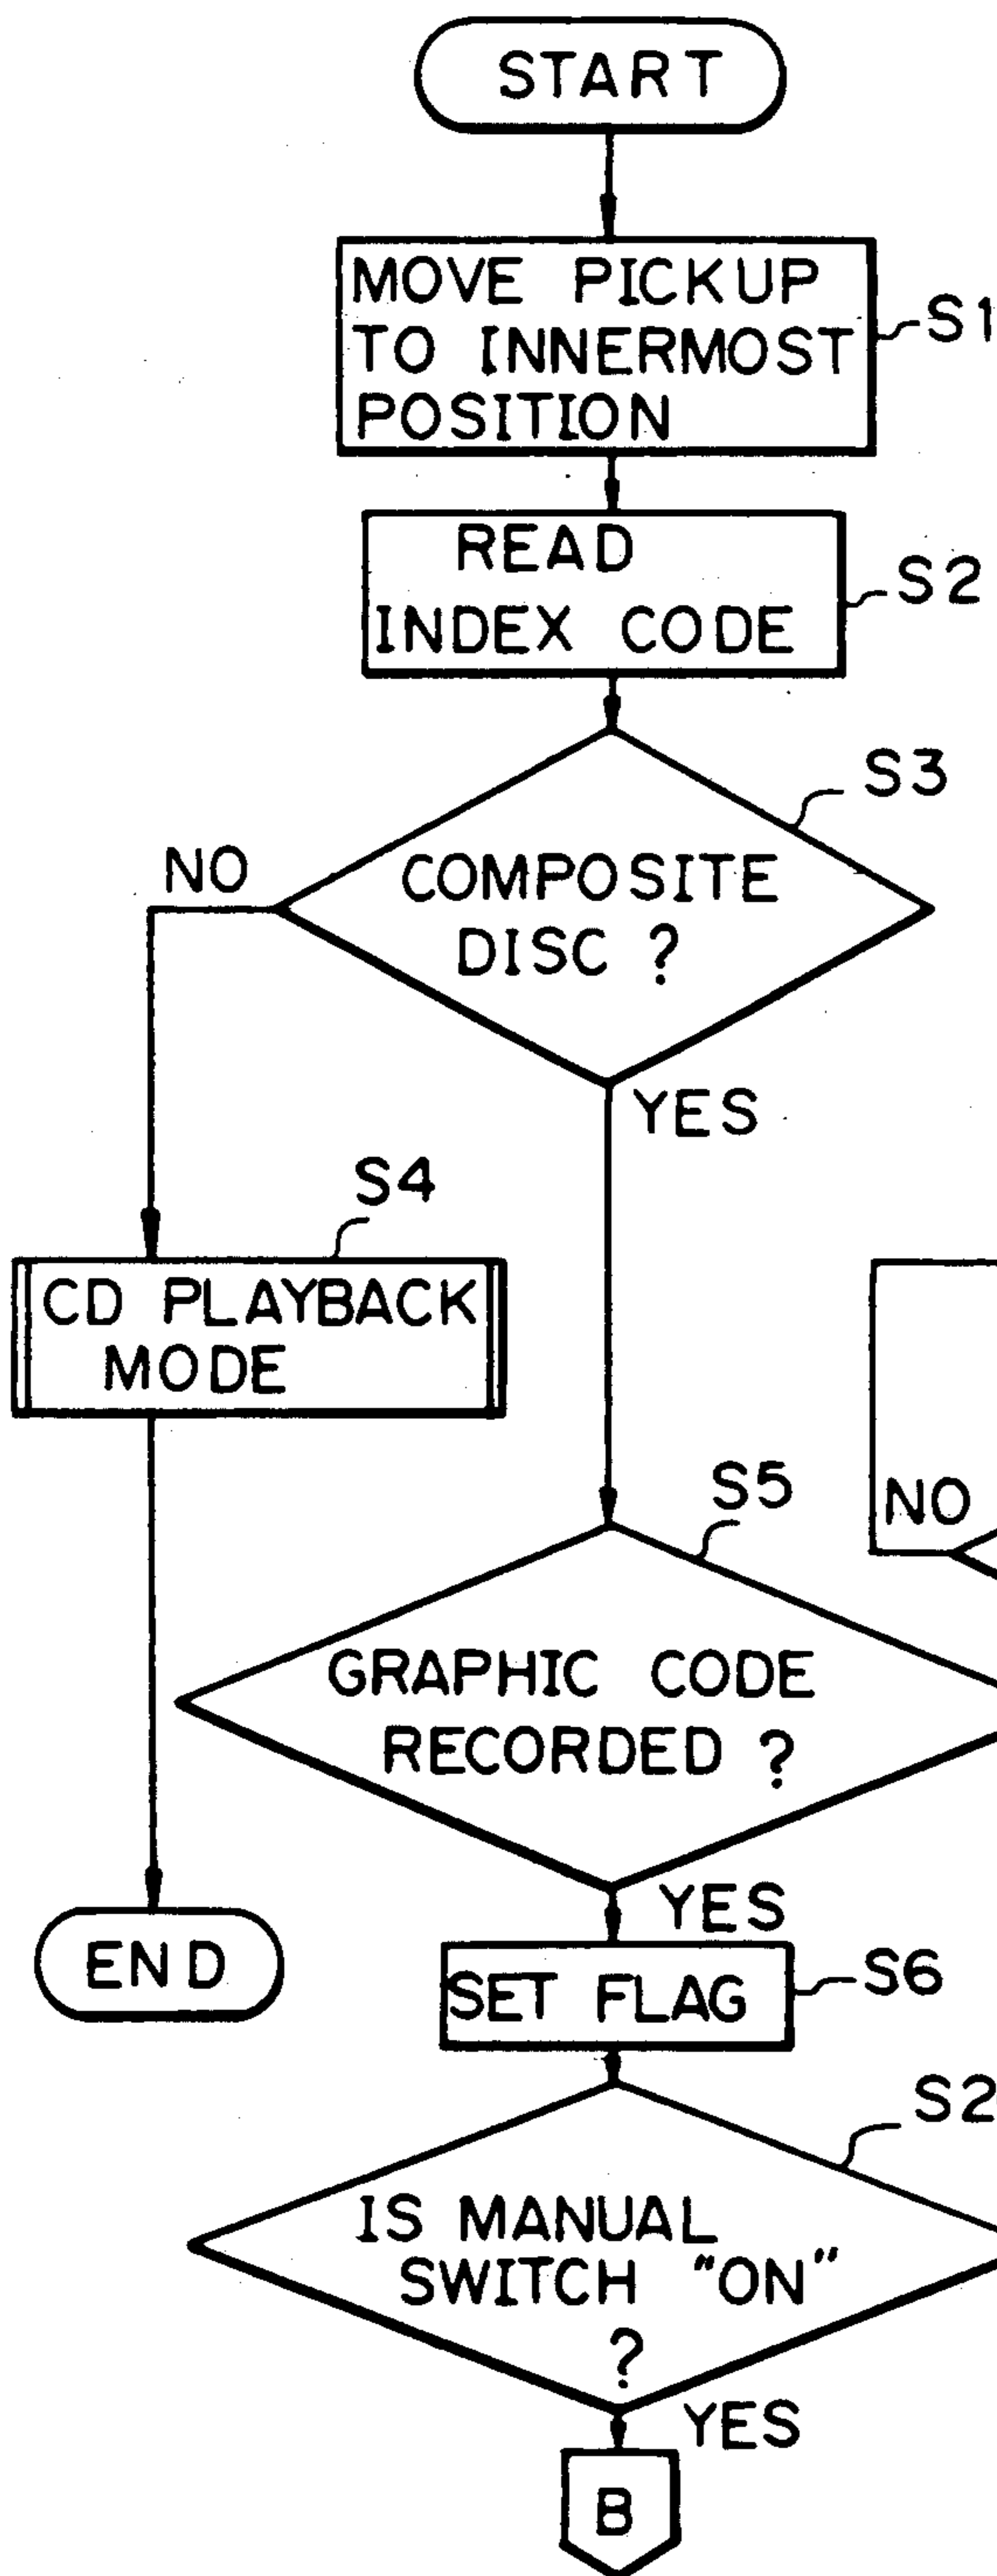 START
MOVE PICKUP
TO INNERMOST
POSITION
S1
READ
INDEX CODE
S2
S3
COMPOSITE
DISC ?
NO
YES
S4
CD PLAYBACK
MODE
S5
NO
GRAPHIC CODE
RECORDED ?
YES
END
SET FLAG
S6
IS MANUAL
SWITCH "ON"
?
YES
B